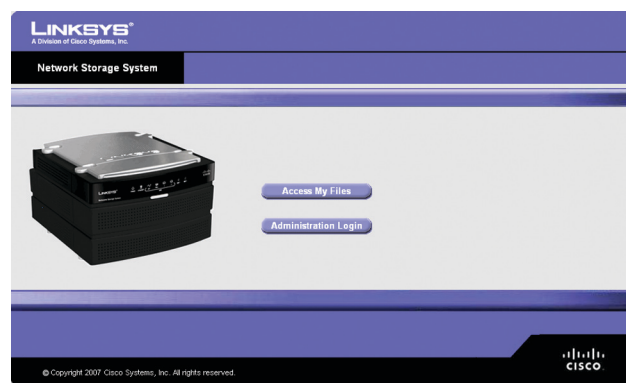 LINKSYS®
A Division of Cisco Systems, Inc.
Network Storage System
LINKSYS
Access My Files
Administration Login
CISCO
© Copyright 2007 Cisco Systems, Inc. All rights reserved.